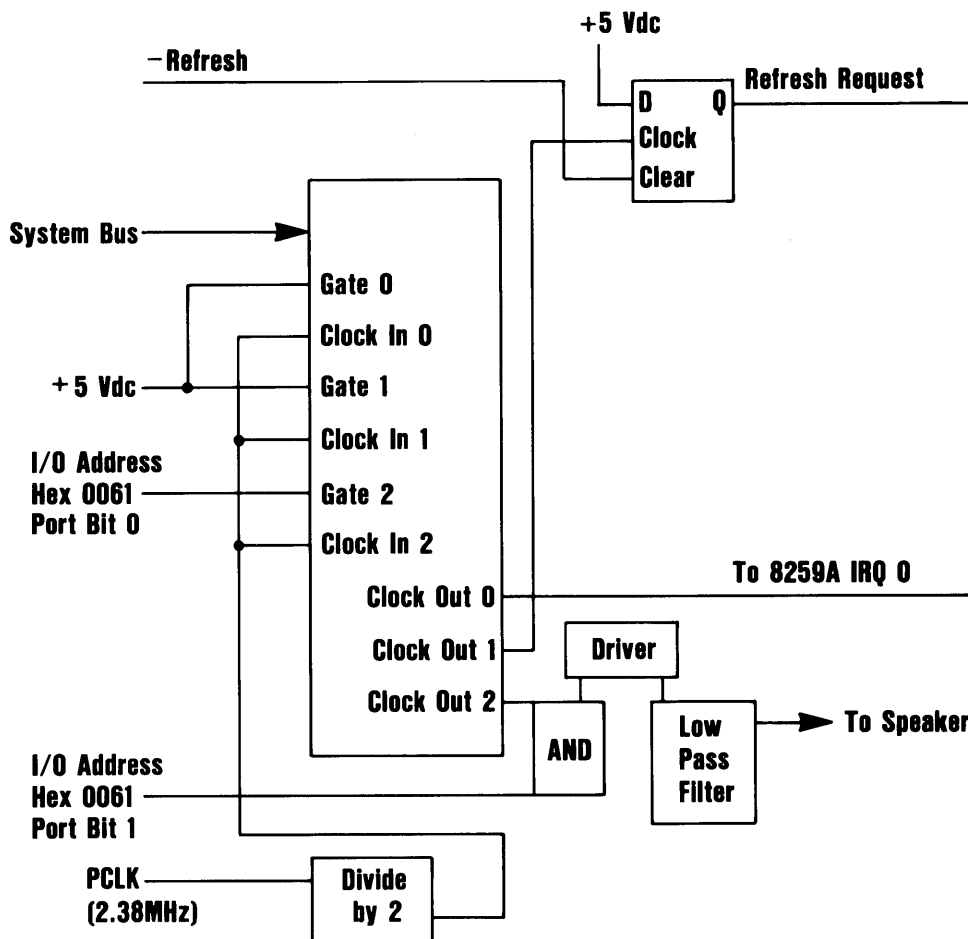 +5 Vdc
−Refresh
D Q
Refresh Request
Clock
Clear
System Bus
Gate 0
Clock In 0
+5 Vdc
Gate 1
Clock In 1
I/O Address
Hex 0061
Port Bit 0
Gate 2
Clock In 2
To 8259A IRQ 0
Clock Out 0
Clock Out 1
Driver
Clock Out 2
AND
Low
Pass
Filter
To Speaker
I/O Address
Hex 0061
Port Bit 1
PCLK
(2.38MHz)
Divide
by 2